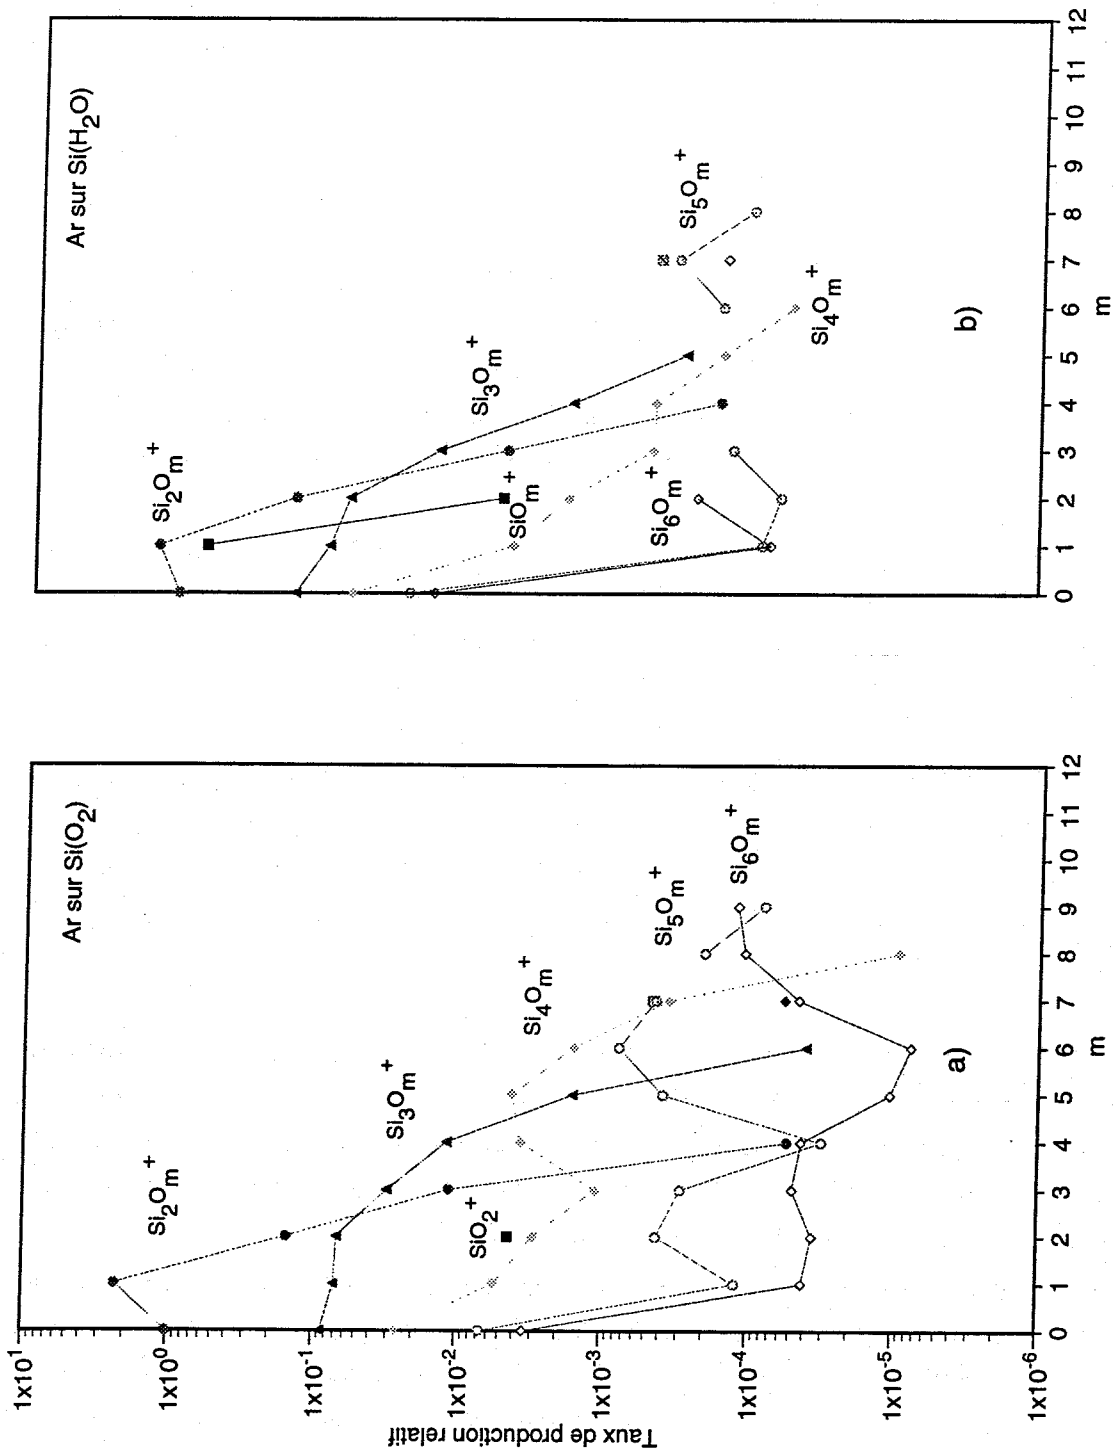 Ar sur Si(O2)
Si2Om+
Si3Om+
SiO2+
Si4Om+
Si5Om+
Si6Om+
a)
Taux de production relatif
1x10^1
1x10^0
1x10^-1
1x10^-2
1x10^-3
1x10^-4
1x10^-5
1x10^-6
0 1 2 3 4 5 6 7 8 9 10 11 12
m
Ar sur Si(H2O)
Si2Om+
Si3Om+
SiOm+
Si6Om+
Si5Om+
Si4Om+
b)
0 1 2 3 4 5 6 7 8 9 10 11 12
m